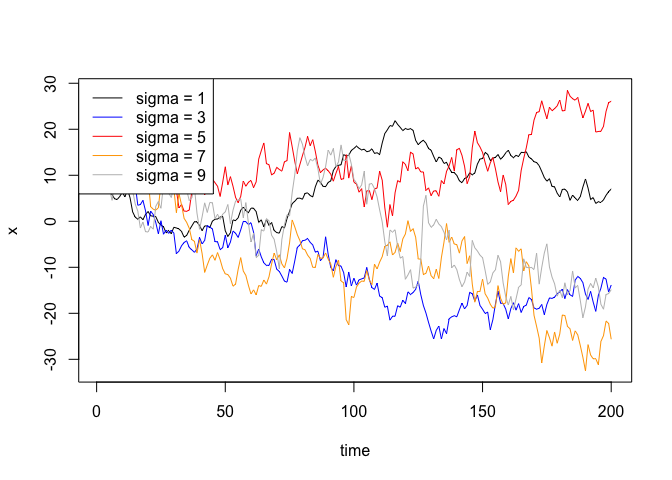 sigma = 1
sigma = 3
sigma = 5
sigma = 7
sigma = 9
30
20
10
0
-10
-20
-30
x
0 50 100 150 200
time